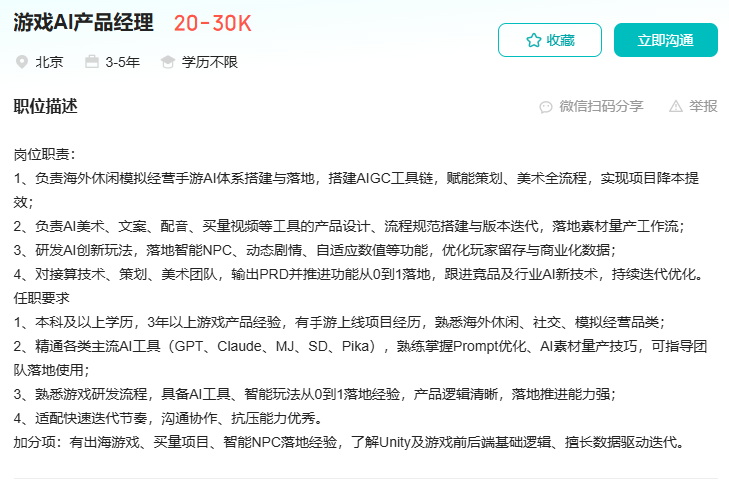 游戏AI产品经理 20-30K
收藏
立即沟通
北京 3-5年 学历不限
职位描述
微信扫码分享 举报
岗位职责：
1、负责海外休闲模拟经营手游AI体系搭建与落地，搭建AIGC工具链，赋能策划、美术全流程，实现项目降本提
效；
2、负责AI美术、文案、配音、买量视频等工具的产品设计、流程规范搭建与版本迭代，落地素材量产工作流；
3、研发AI创新玩法，落地智能NPC、动态剧情、自适应数值等功能，优化玩家留存与商业化数据；
4、对接算技术、策划、美术团队，输出PRD并推进功能从0到1落地，跟进竞品及行业AI新技术，持续迭代优化。
任职要求
1、本科及以上学历，3年以上游戏产品经验，有手游上线项目经历，熟悉海外休闲、社交、模拟经营品类；
2、精通各类主流AI工具（GPT、Claude、MJ、SD、Pika），熟练掌握Prompt优化、AI素材量产技巧，可指导团
队落地使用；
3、熟悉游戏研发流程，具备AI工具、智能玩法从0到1落地经验，产品逻辑清晰，落地推进能力强；
4、适配快速迭代节奏，沟通协作、抗压能力优秀。
加分项：有出海游戏、买量项目、智能NPC落地经验，了解Unity及游戏前后端基础逻辑、擅长数据驱动迭代。